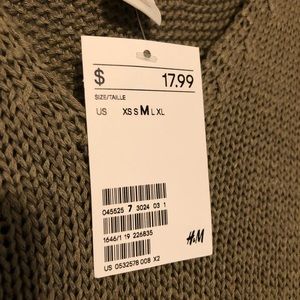 $ 17.99
SIZE/TAILLE
US XS S M L XL
045525 7 3024 03 1
1646/1 19 226835
H&M
US 0532578 008 X2